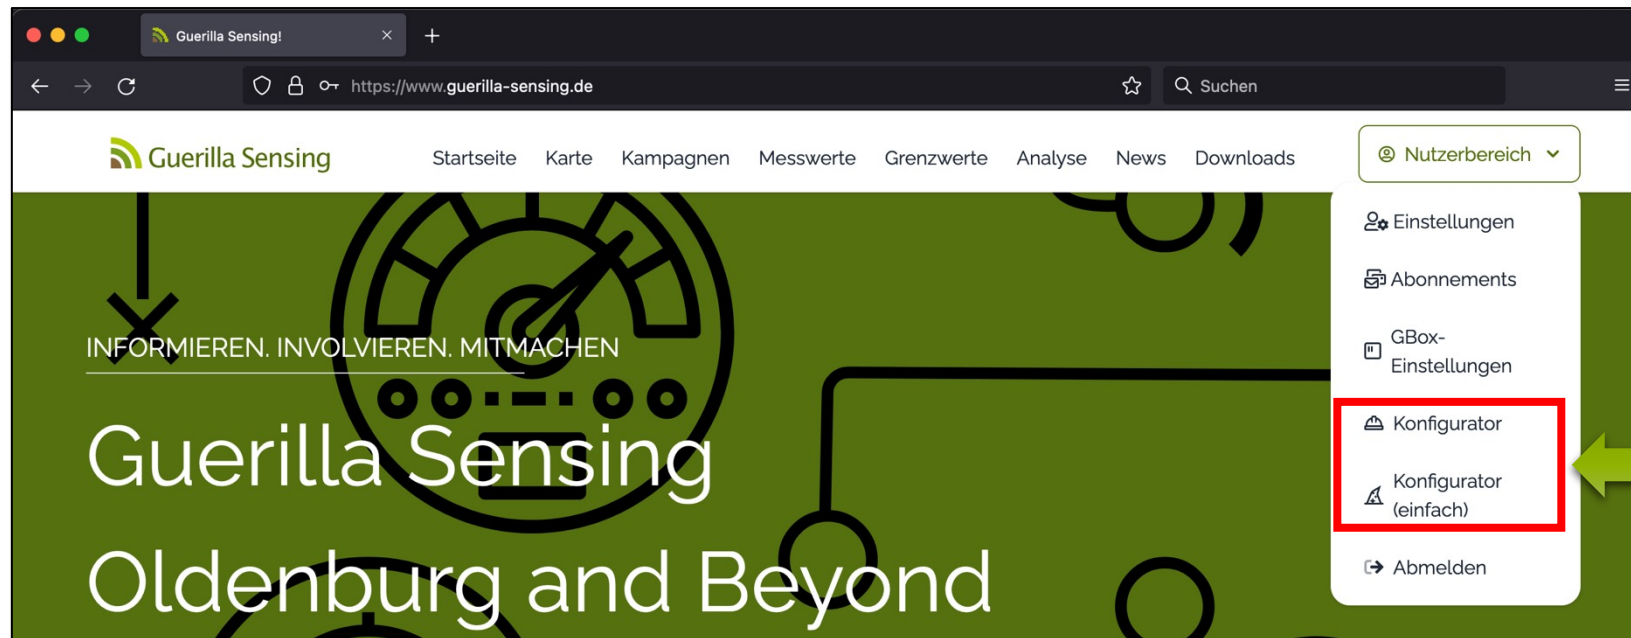 Guerilla Sensing!
https://www.guerilla-sensing.de
Suchen
Guerilla Sensing
Startseite Karte Kampagnen Messwerte Grenzwerte Analyse News Downloads
Nutzerbereich
Einstellungen
Abonnements
GBox-
Einstellungen
Konfigurator
Konfigurator
(einfach)
Abmelden
INFORMIEREN. INVOLVIEREN. MITMACHEN
Guerilla Sensing
Oldenburg and Beyond